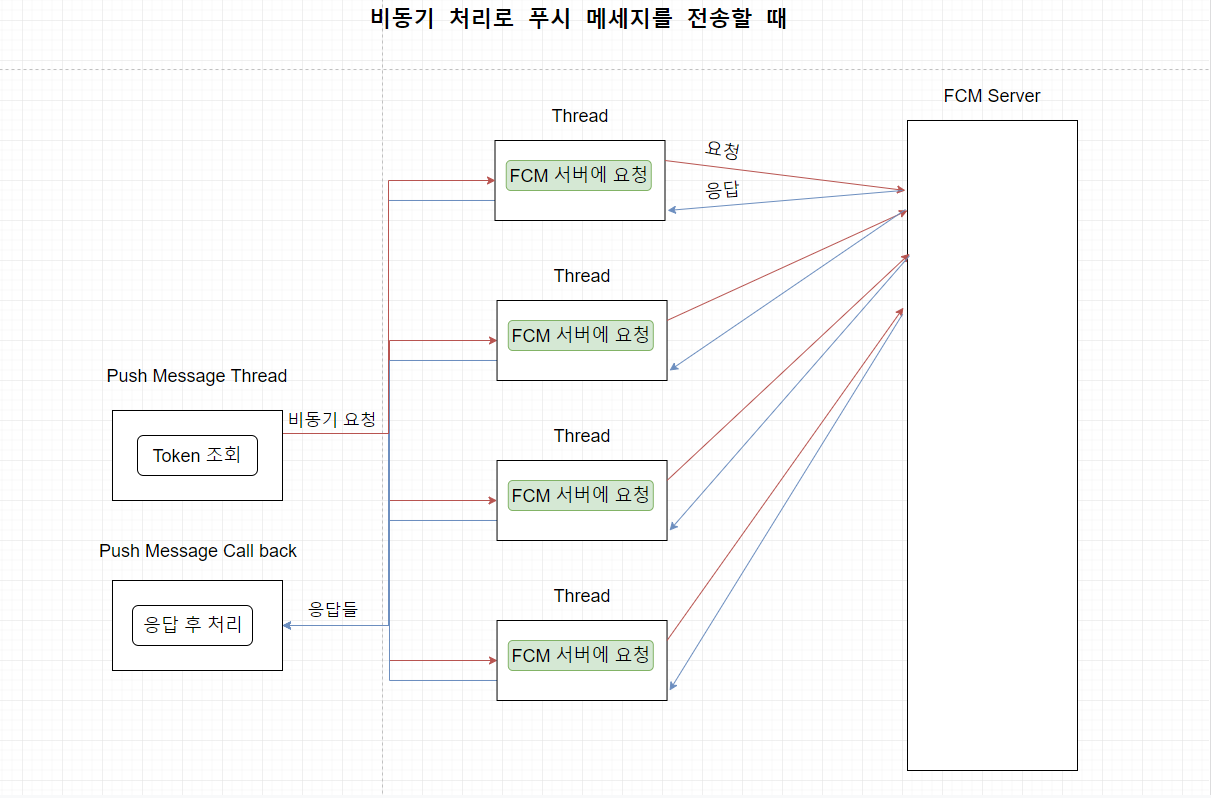 비동기 처리로 푸시 메세지를 전송할 때
FCM Server
Thread
요청
FCM 서버에 요청
응답
Thread
FCM 서버에 요청
Push Message Thread
비동기 요청
Token 조회
Thread
FCM 서버에 요청
Push Message Call back
응답들
응답 후 처리
Thread
FCM 서버에 요청